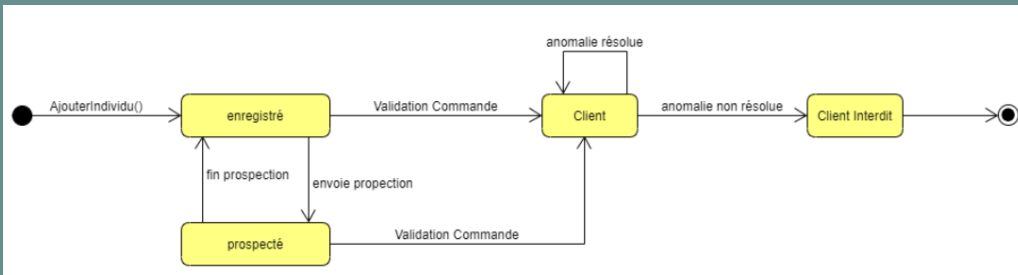 anomalie résolue
AjouterIndividu()
enregistré
Validation Commande
Client
anomalie non résolue
Client Interdit
fin prospection
envoie propection
prospecté
Validation Commande